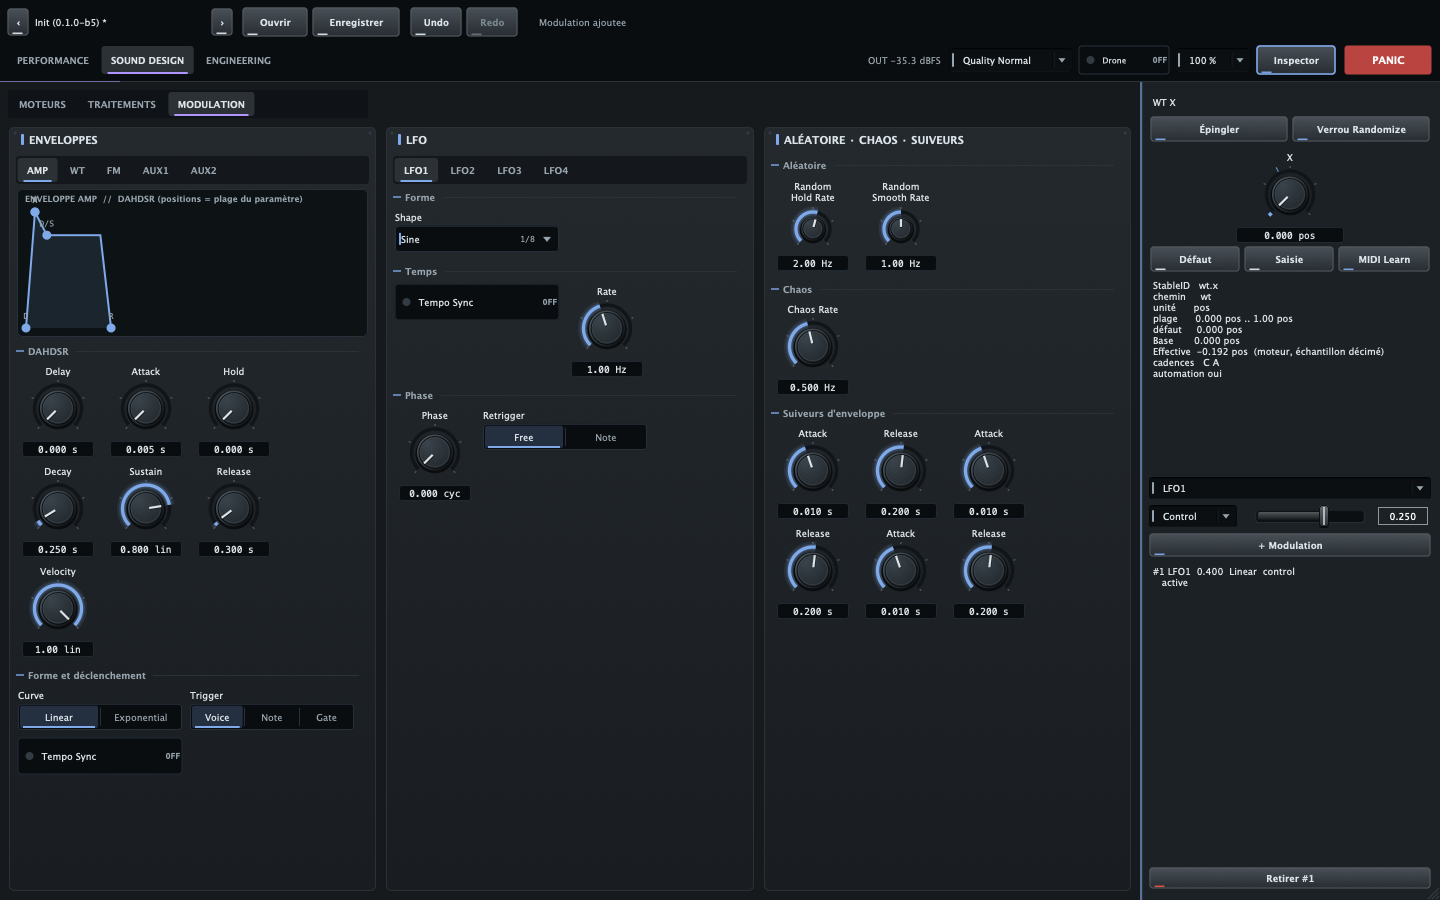 ‹ Init (0.1.0-b5) * › Ouvrir Enregistrer Undo Redo Modulation ajoutee
PERFORMANCE SOUND DESIGN ENGINEERING OUT -35.3 dBFS Quality Normal Drone OFF 100 % Inspector PANIC
MOTEURS TRAITEMENTS MODULATION
ENVELOPPES
AMP WT FM AUX1 AUX2
ENVELOPPE AMP // DAHDSR (positions = plage du paramètre)
D/S
R
DAHDSR
Delay Attack Hold
0.000 s 0.005 s 0.000 s
Decay Sustain Release
0.250 s 0.800 lin 0.300 s
Velocity
1.00 lin
Forme et déclenchement
Curve Trigger
Linear Exponential Voice Note Gate
Tempo Sync OFF
LFO
LFO1 LFO2 LFO3 LFO4
Forme
Shape
Sine 1/8
Temps
Tempo Sync OFF
Rate
1.00 Hz
Phase
Phase Retrigger
Free Note
0.000 cyc
ALÉATOIRE · CHAOS · SUIVEURS
Aléatoire
Random Random
Hold Rate Smooth Rate
2.00 Hz 1.00 Hz
Chaos
Chaos Rate
0.500 Hz
Suiveurs d'enveloppe
Attack Release Attack
0.010 s 0.200 s 0.010 s
Release Attack Release
0.200 s 0.010 s 0.200 s
WT X
Épingler Verrou Randomize
X
0.000 pos
Défaut Saisie MIDI Learn
StableID wt.x
chemin wt
unité pos
plage 0.000 pos .. 1.00 pos
défaut 0.000 pos
Base 0.000 pos
Effective -0.192 pos (moteur, échantillon décimé)
cadences C A
automation oui
LFO1
Control 0.250
+ Modulation
#1 LFO1 0.400 Linear control
active
Retirer #1